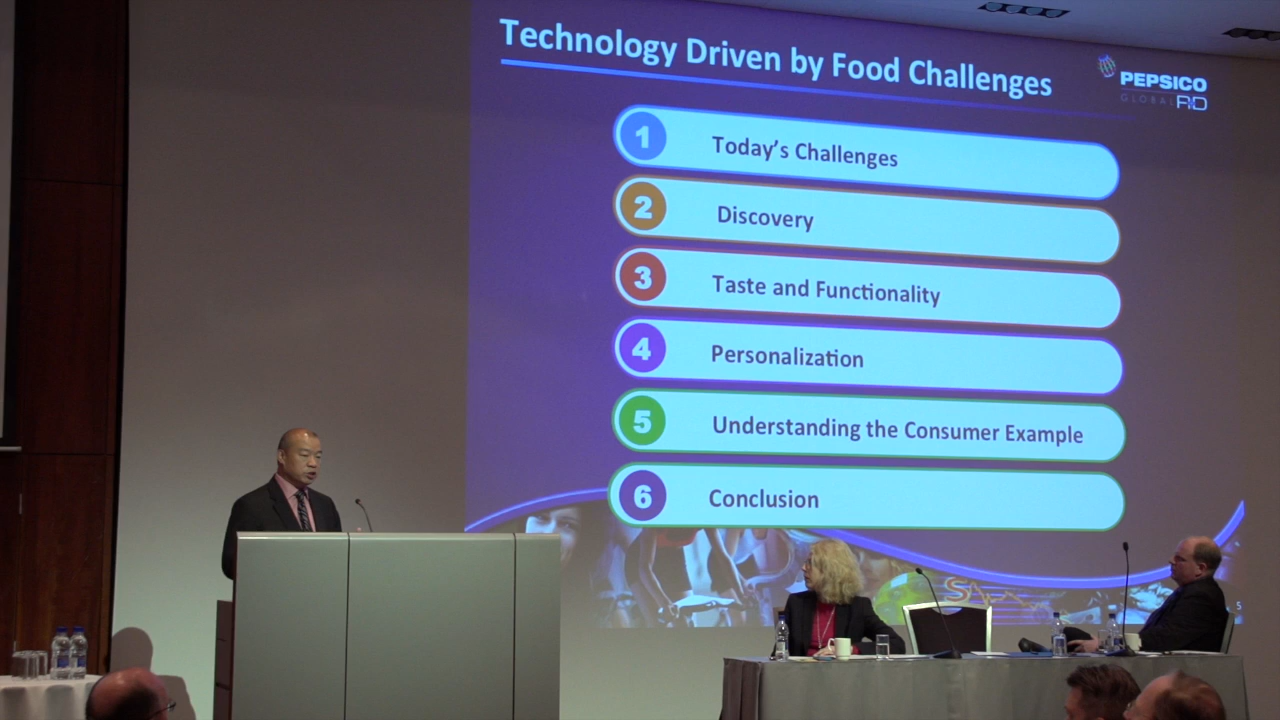 Technology Driven by Food Challenges
PEPSICO
GLOBAL R&D
1 Today's Challenges
2 Discovery
3 Taste and Functionality
4 Personalization
5 Understanding the Consumer Example
6 Conclusion
5